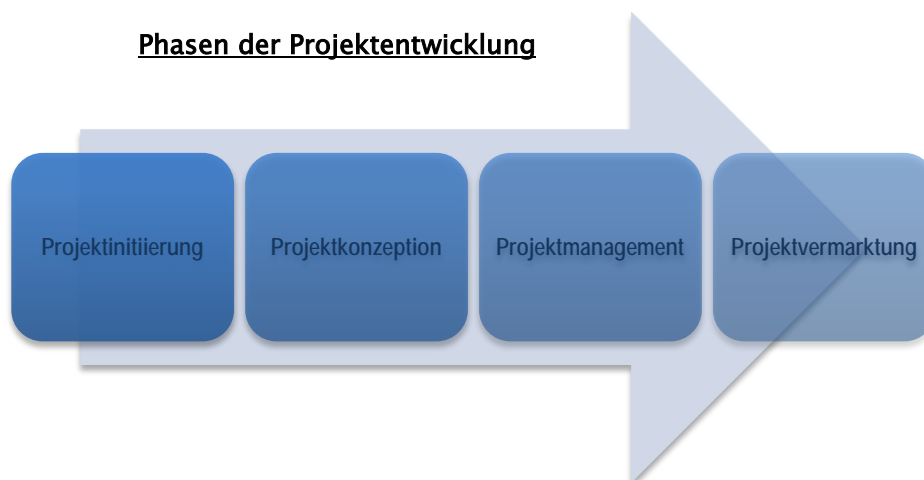 Phasen der Projektentwicklung
Projektinitiierung
Projektkonzeption
Projektmanagement
Projektvermarktung